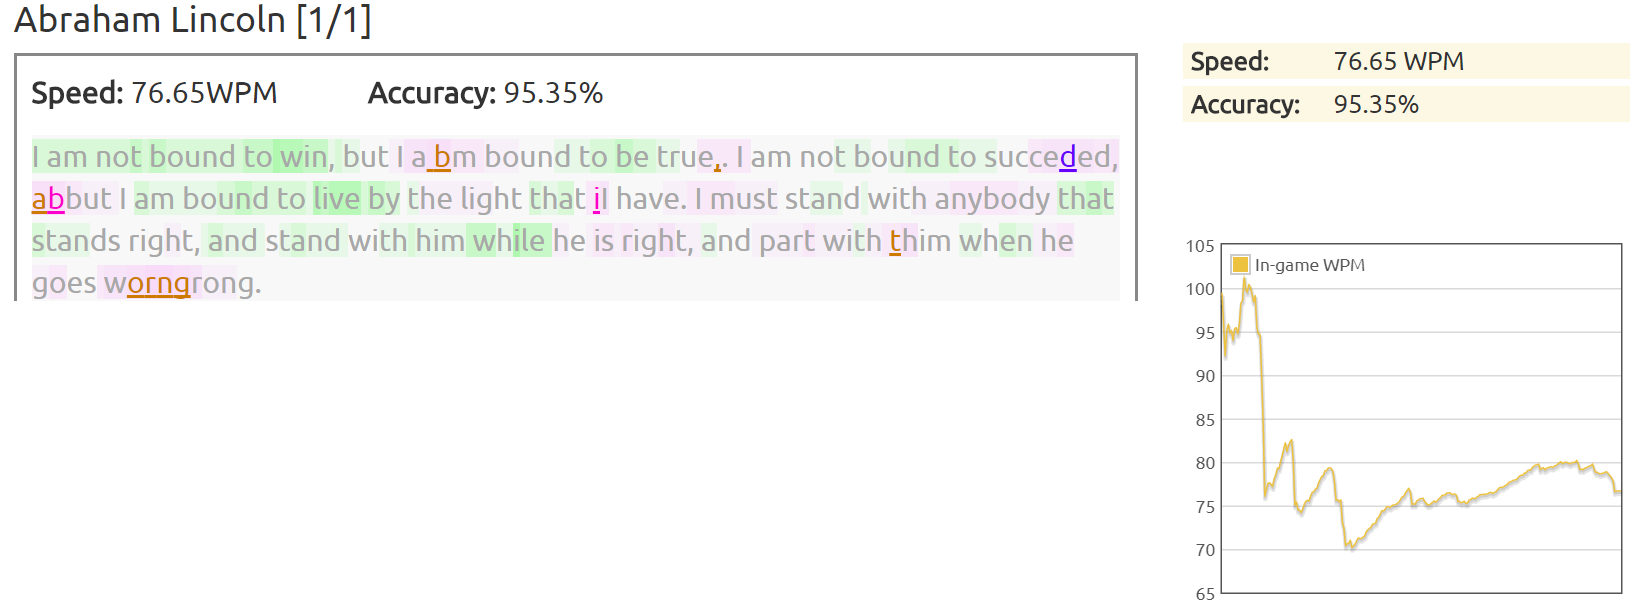 Abraham Lincoln [1/1]
Speed: 76.65WPM Accuracy: 95.35%
I am not bound to win, but I a bm bound to be true,. I am not bound to succeded,
abbut I am bound to live by the light that iI have. I must stand with anybody that
stands right, and stand with him while he is right, and part with thim when he
goes worngrong.
Speed: 76.65 WPM
Accuracy: 95.35%
In-game WPM
105
100
95
90
85
80
75
70
65